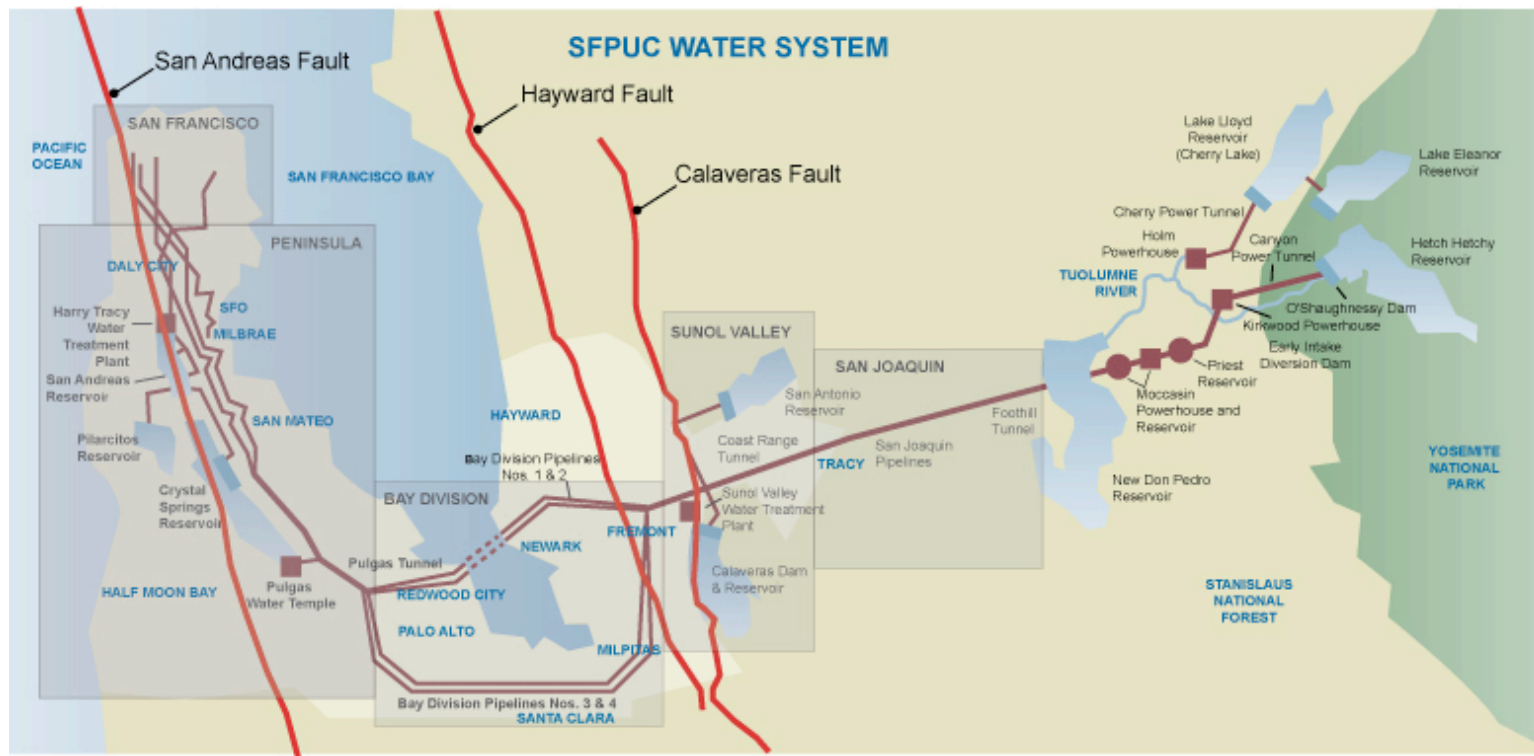 SFPUC WATER SYSTEM
San Andreas Fault
Hayward Fault
Calaveras Fault
SAN FRANCISCO
PACIFIC
OCEAN
SAN FRANCISCO BAY
PENINSULA
DALY CITY
SFO
MILBRAE
Harry Tracy
Water
Treatment
Plant
San Andreas
Reservoir
SAN MATEO
Pilarcitos
Reservoir
Crystal
Springs
Reservoir
HALF MOON BAY
Pulgas
Water Temple
Pulgas Tunnel
BAY DIVISION
Bay Division Pipelines
Nos. 1 & 2
HAYWARD
NEWARK
FREMONT
REDWOOD CITY
PALO ALTO
MILPITAS
Bay Division Pipelines Nos. 3 & 4
SANTA CLARA
SUNOL VALLEY
San Antonio
Reservoir
Coast Range
Tunnel
Sunol Valley
Water Treatment
Plant
Calaveras Dam
& Reservoir
SAN JOAQUIN
TRACY
San Joaquin
Pipelines
Foothill
Tunnel
Lake Lloyd
Reservoir
(Cherry Lake)
Lake Eleanor
Reservoir
Cherry Power Tunnel
Holm
Powerhouse
Canyon
Power Tunnel
Hetch Hetchy
Reservoir
TUOLUMNE
RIVER
O'Shaughnessy Dam
Kirkwood Powerhouse
Early Intake
Diversion Dam
Priest
Reservoir
Moccasin
Powerhouse and
Reservoir
New Don Pedro
Reservoir
YOSEMITE
NATIONAL
PARK
STANISLAUS
NATIONAL
FOREST